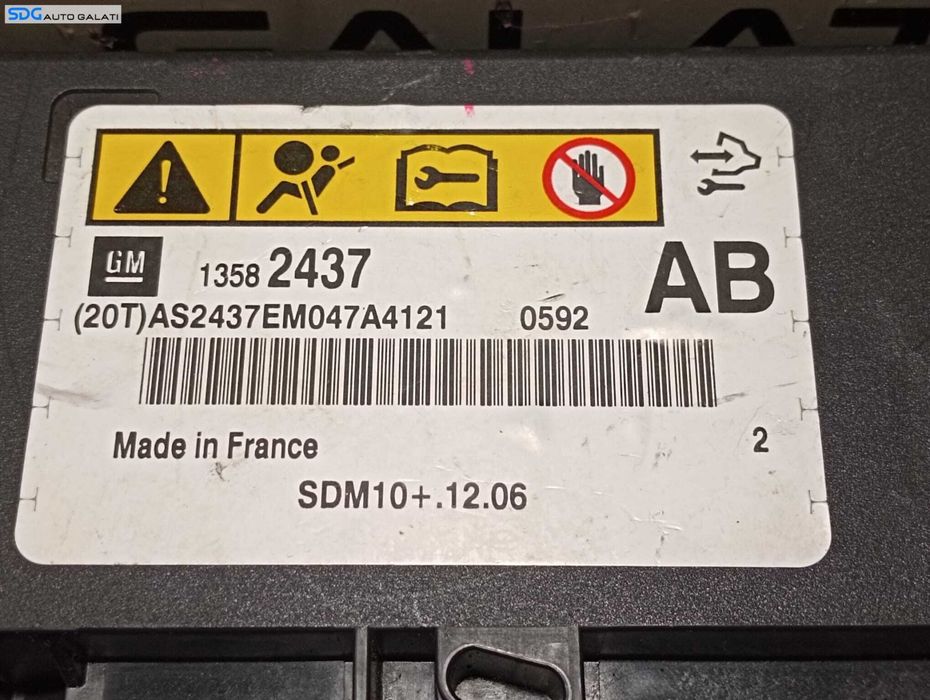 SDG AUTO GALATI
GM 1358 2437 AB
(20T)AS2437EM047A4121 0592
Made in France 2
SDM10+.12.06